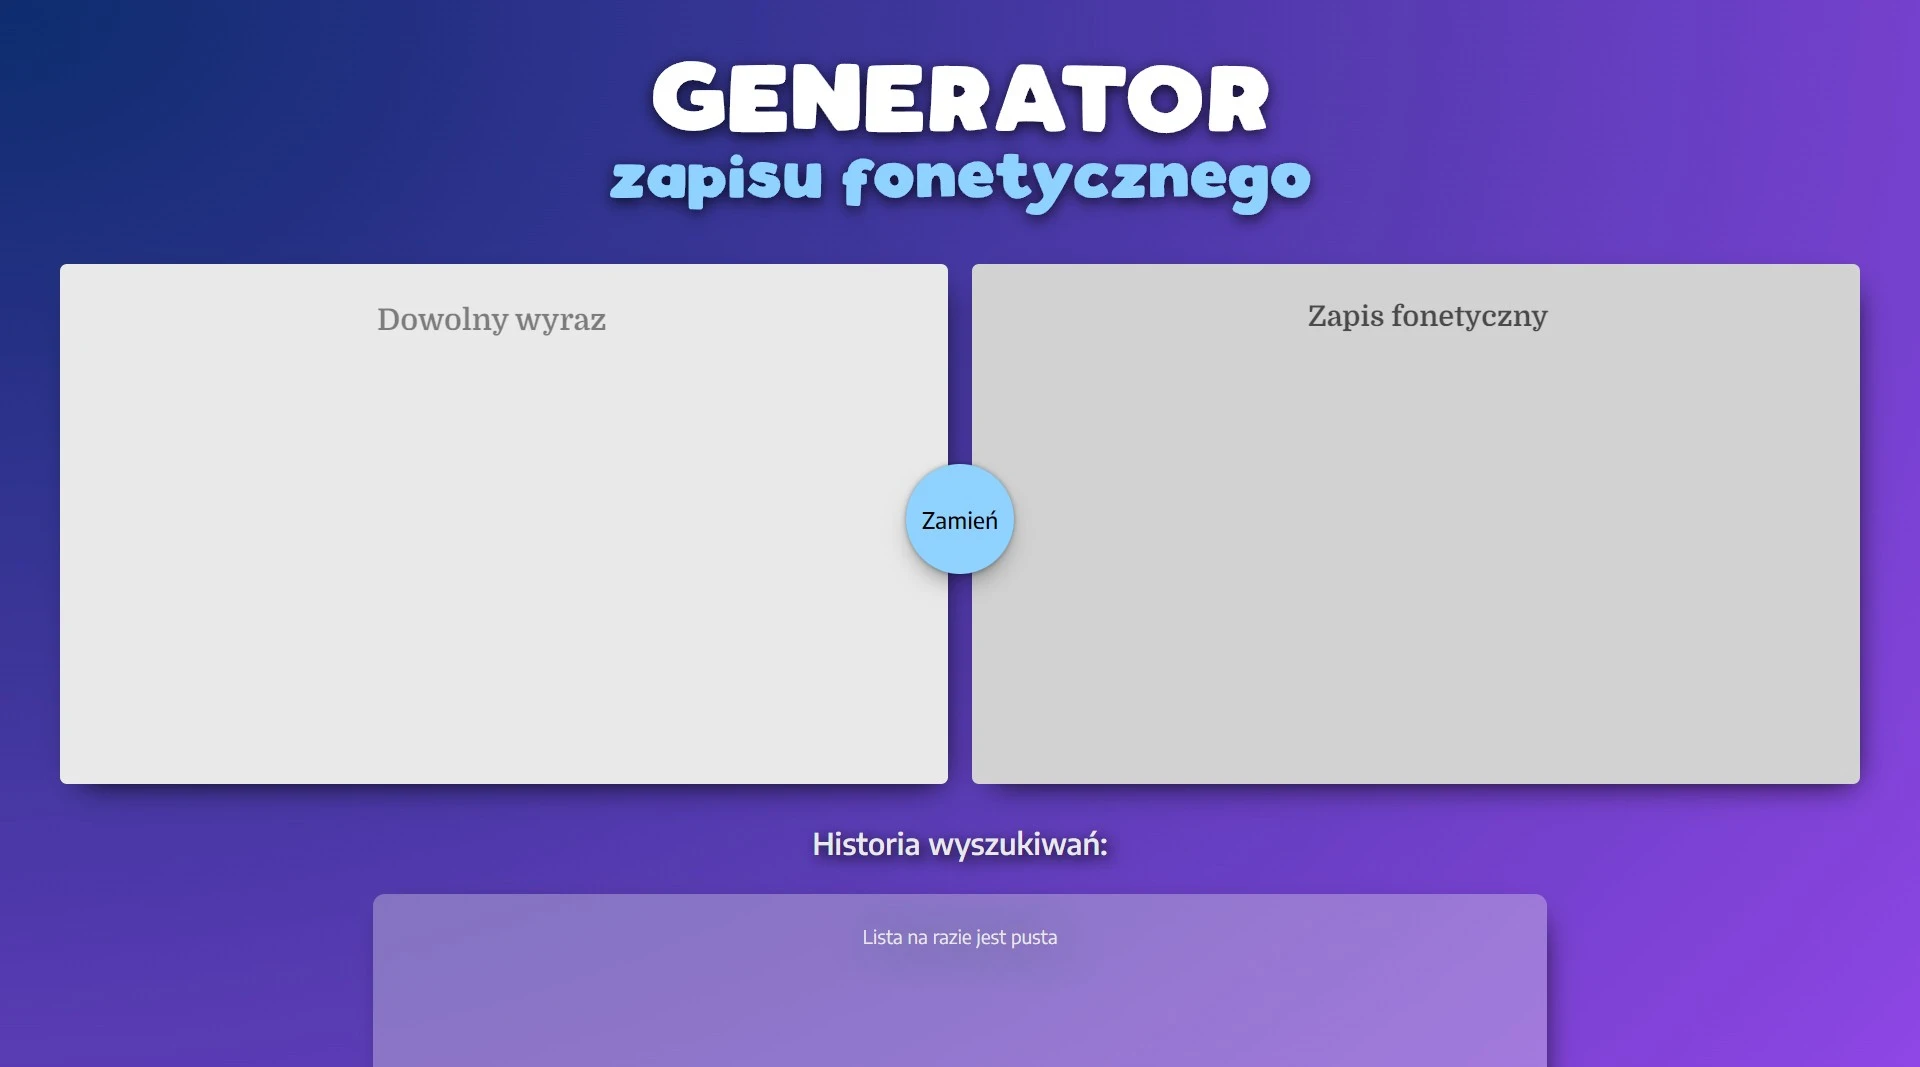 GENERATOR
zapisu fonetycznego
Dowolny wyraz
Zapis fonetyczny
Zamień
Historia wyszukiwań:
Lista na razie jest pusta